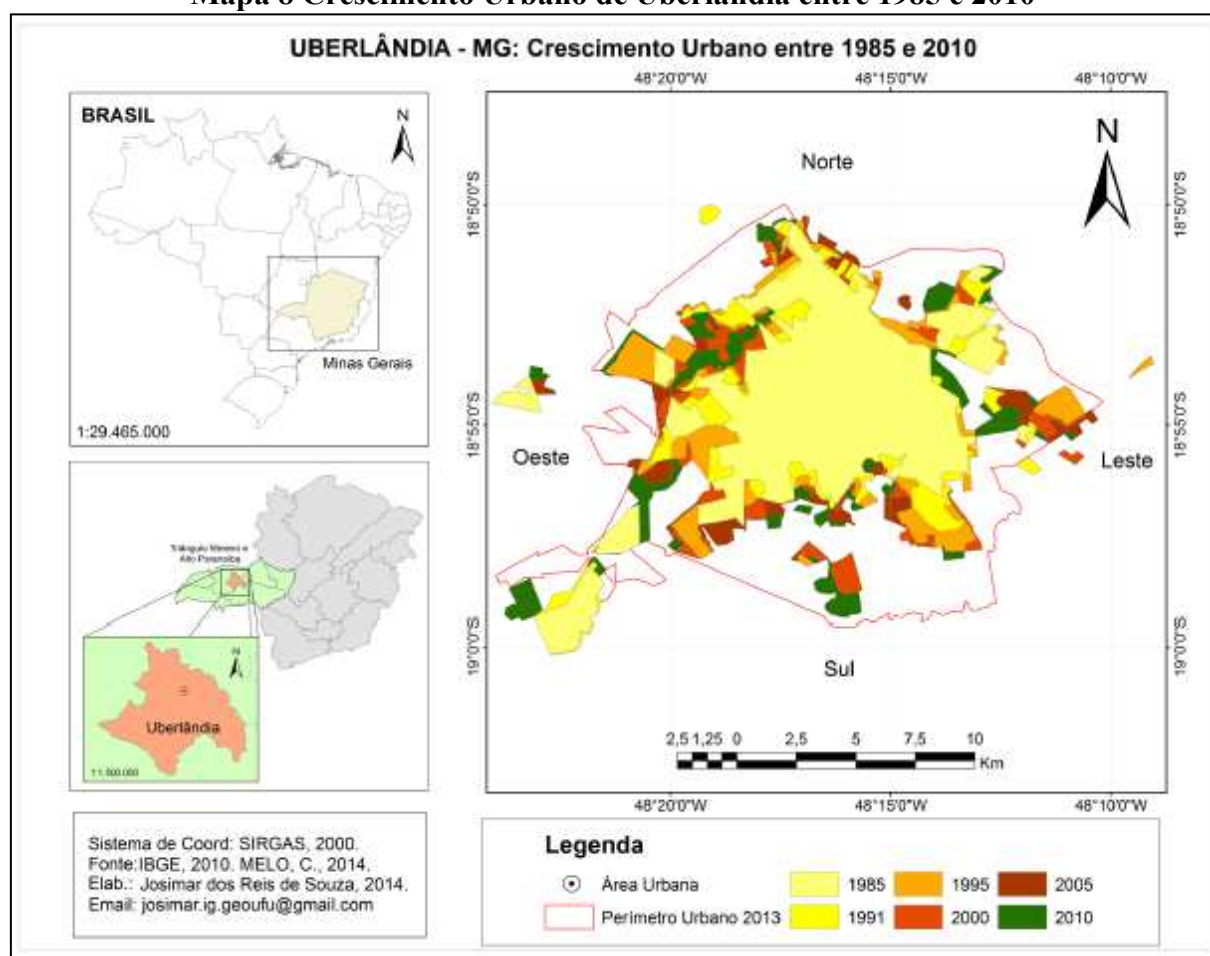 Mapa 8 Crescimento Urbano de Uberlândia entre 1985 e 2010
UBERLÂNDIA - MG: Crescimento Urbano entre 1985 e 2010
BRASIL
N
Minas Gerais
1:29.465.000
Triângulo Mineiro e
Alto Paranaíba
N
Uberlândia
Sistema de Coord: SIRGAS, 2000.
Fonte:IBGE, 2010. MELO, C., 2014.
Elab.: Josimar dos Reis de Souza, 2014.
Email: josimar.ig.geoufu@gmail.com
48°20'0"W 48°15'0"W 48°10'0"W
N
Norte
18°50'0"S 18°50'0"S
18°55'0"S 18°55'0"S
Oeste
Leste
19°0'0"S 19°0'0"S
Sul
2,5 1,25 0 2,5 5 7,5 10
Km
48°20'0"W 48°15'0"W 48°10'0"W
Legenda
Área Urbana 1985 1995 2005
Perímetro Urbano 2013 1991 2000 2010